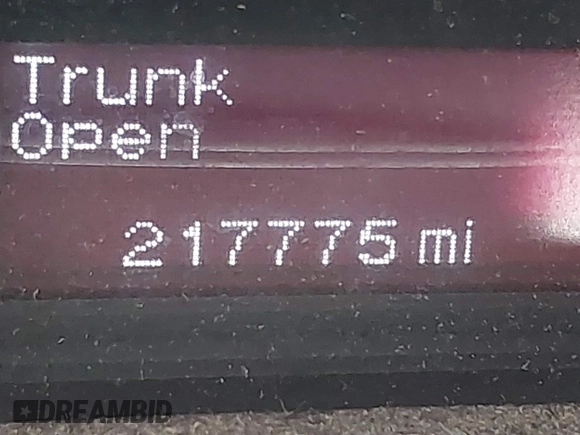 Trunk
Open
217775 mi
DREAMBID